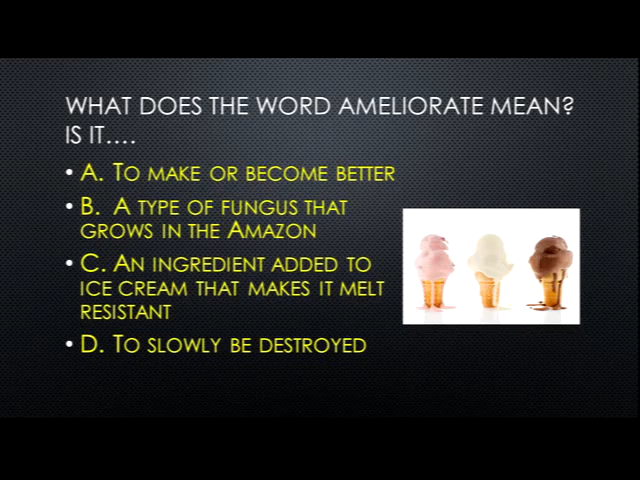 WHAT DOES THE WORD AMELIORATE MEAN?
IS IT....
• A. TO MAKE OR BECOME BETTER
• B. A TYPE OF FUNGUS THAT
GROWS IN THE AMAZON
• C. AN INGREDIENT ADDED TO
ICE CREAM THAT MAKES IT MELT
RESISTANT
• D. TO SLOWLY BE DESTROYED